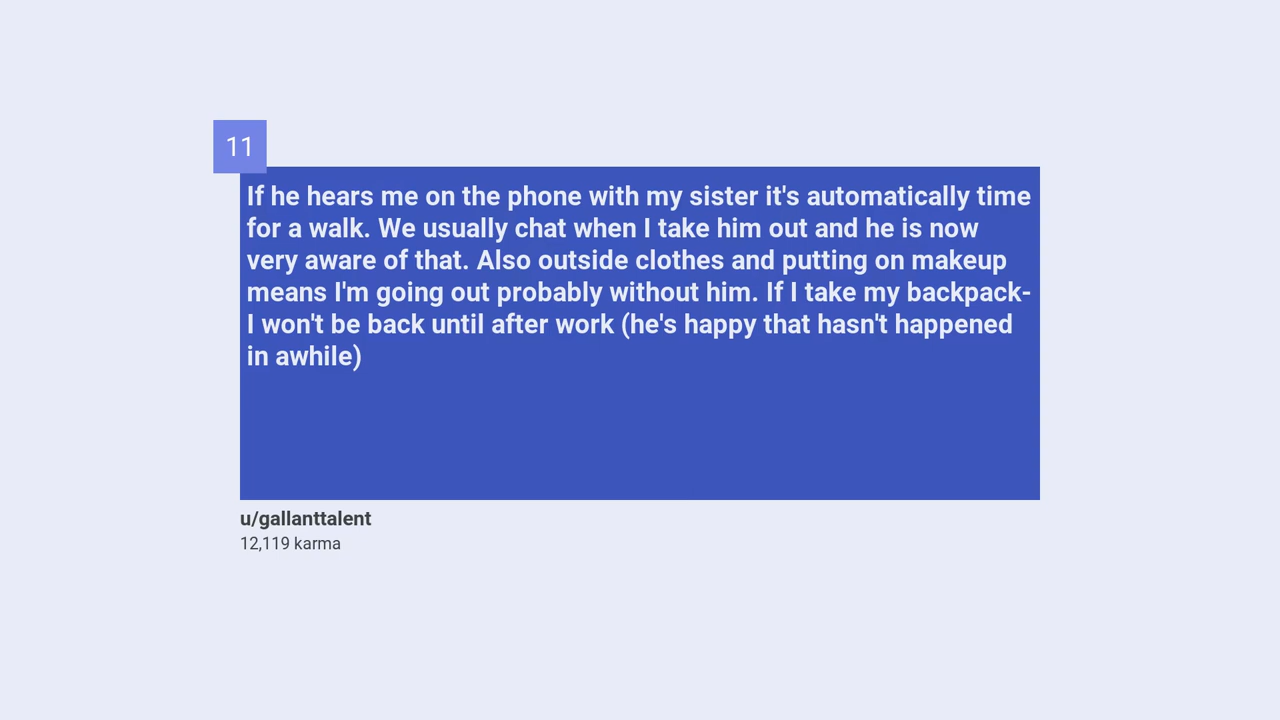 11
If he hears me on the phone with my sister it's automatically time
for a walk. We usually chat when I take him out and he is now
very aware of that. Also outside clothes and putting on makeup
means I'm going out probably without him. If I take my backpack-
I won't be back until after work (he's happy that hasn't happened
in awhile)
u/gallanttalent
12,119 karma